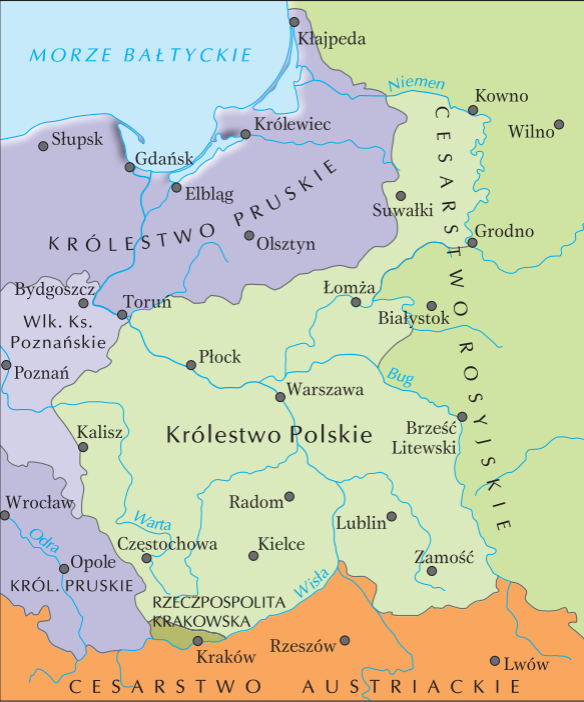 Kłajpeda
MORZE BAŁTYCKIE
Niemen
Kowno
Królewiec
Wilno
Słupsk
Gdańsk
Elbląg
Suwałki
KRÓLESTWO PRUSKIE
Grodno
Olsztyn
CESARSTWO ROSYJSKIE
Bydgoszcz
Toruń
Łomża
Białystok
Wlk. Ks.
Poznańskie
Płock
Poznań
Bug
Warszawa
Kalisz
Królestwo Polskie
Brześć
Litewski
Wrocław
Radom
Warta
Lublin
Odra
Częstochowa
Kielce
Zamość
Opole
KRÓL. PRUSKIE
Wisła
RZECZPOSPOLITA
KRAKOWSKA
Rzeszów
Kraków
Lwów
CESARSTWO AUSTRIACKIE